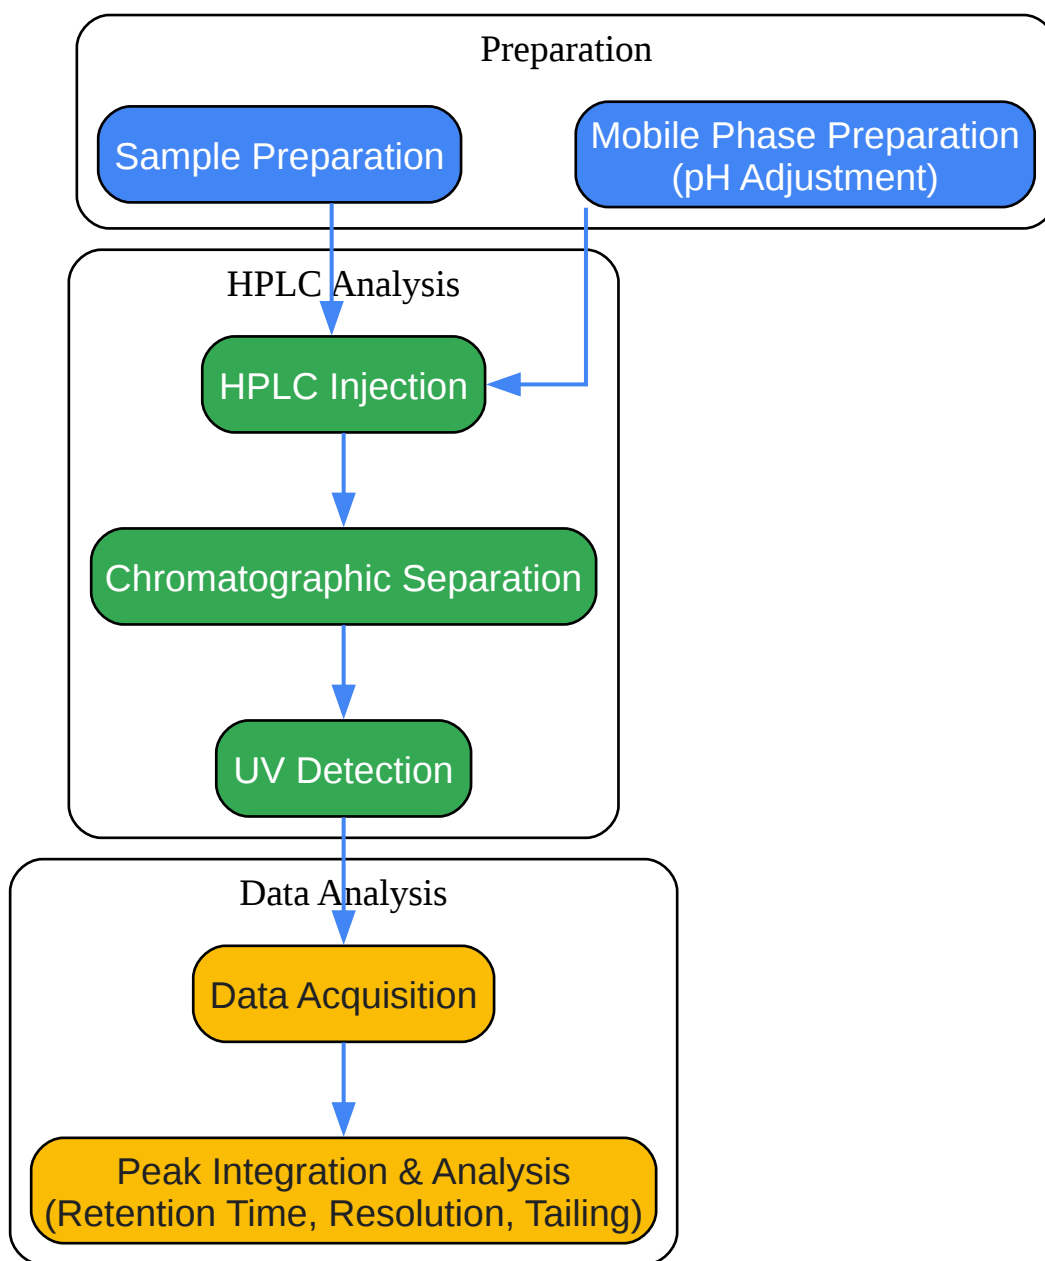 Preparation
Sample Preparation
Mobile Phase Preparation
(pH Adjustment)
HPLC Analysis
HPLC Injection
Chromatographic Separation
UV Detection
Data Analysis
Data Acquisition
Peak Integration & Analysis
(Retention Time, Resolution, Tailing)